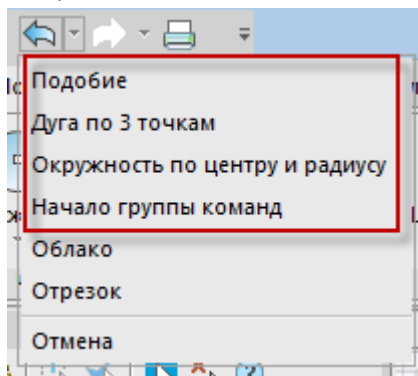 Подобие
Дуга по 3 точкам
Окружность по центру и радиусу
Начало группы команд
Облако
Отрезок
Отмена